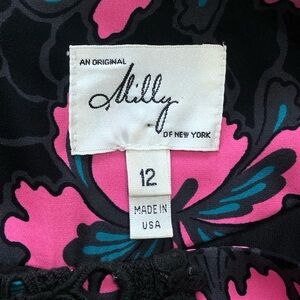 AN ORIGINAL
Milly
OF NEW YORK
12
MADE IN
USA